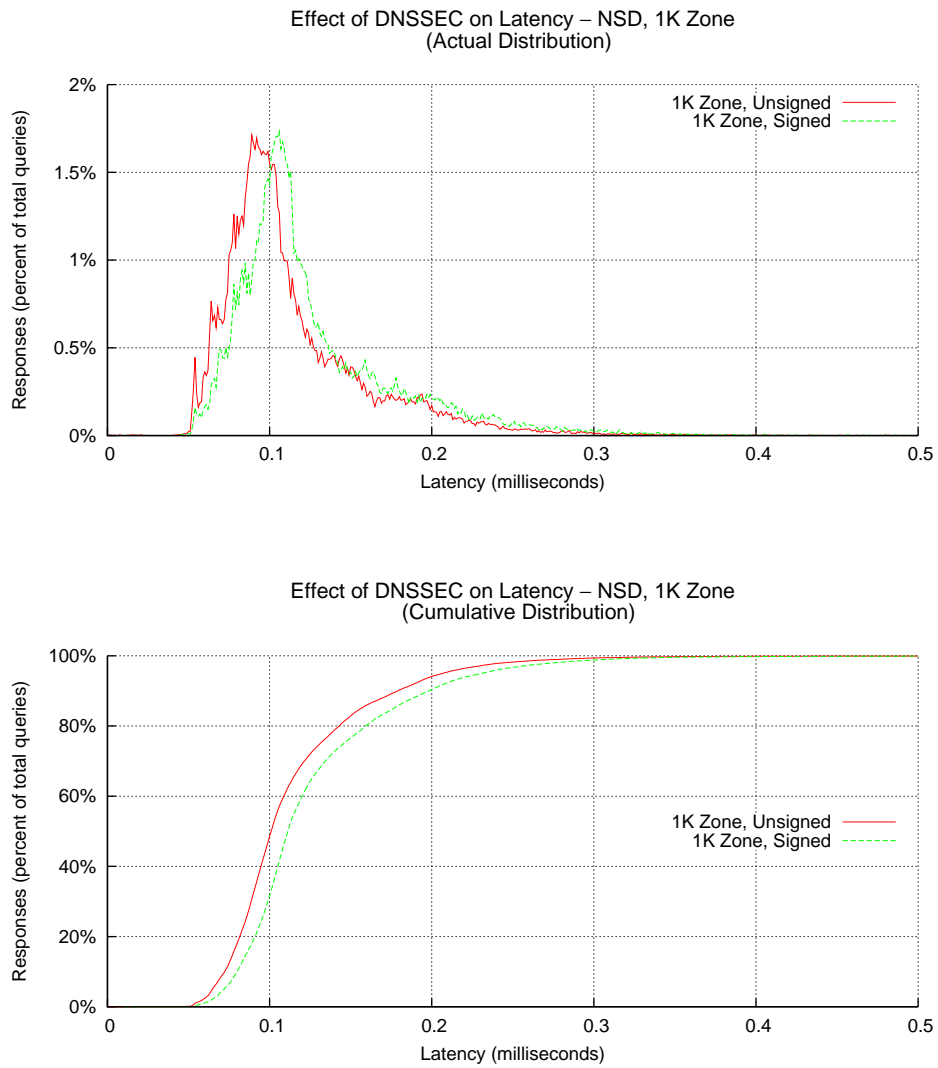 Effect of DNSSEC on Latency – NSD, 1K Zone
(Actual Distribution)
2%
1.5%
1%
0.5%
0%
Responses (percent of total queries)
1K Zone, Unsigned
1K Zone, Signed
0
0.1
0.2
0.3
0.4
0.5
Latency (milliseconds)
Effect of DNSSEC on Latency – NSD, 1K Zone
(Cumulative Distribution)
100%
80%
60%
40%
20%
0%
Responses (percent of total queries)
1K Zone, Unsigned
1K Zone, Signed
0
0.1
0.2
0.3
0.4
0.5
Latency (milliseconds)